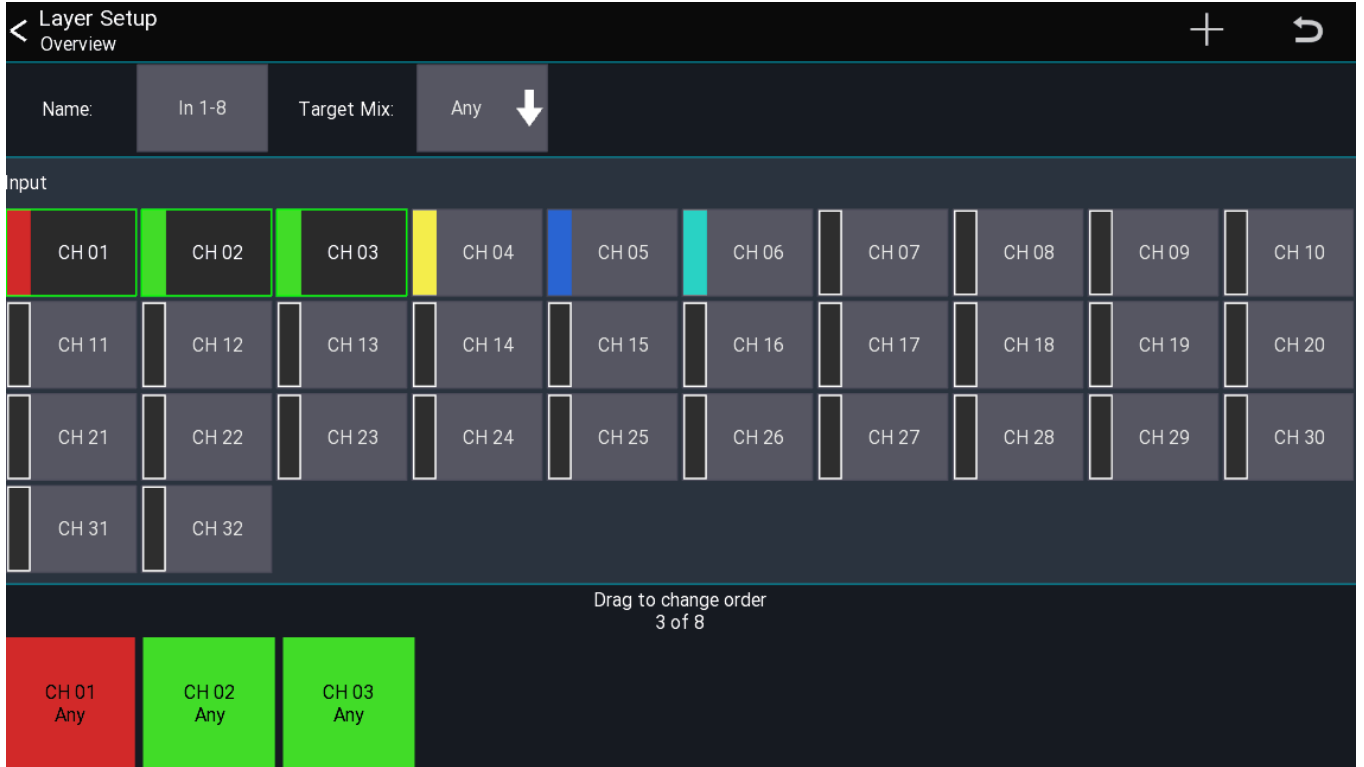 Layer Setup
Overview
Name:
In 1-8
Target Mix:
Any
Input
CH 01 CH 02 CH 03 CH 04 CH 05 CH 06 CH 07 CH 08 CH 09 CH 10
CH 11 CH 12 CH 13 CH 14 CH 15 CH 16 CH 17 CH 18 CH 19 CH 20
CH 21 CH 22 CH 23 CH 24 CH 25 CH 26 CH 27 CH 28 CH 29 CH 30
CH 31 CH 32
Drag to change order
3 of 8
CH 01
Any
CH 02
Any
CH 03
Any